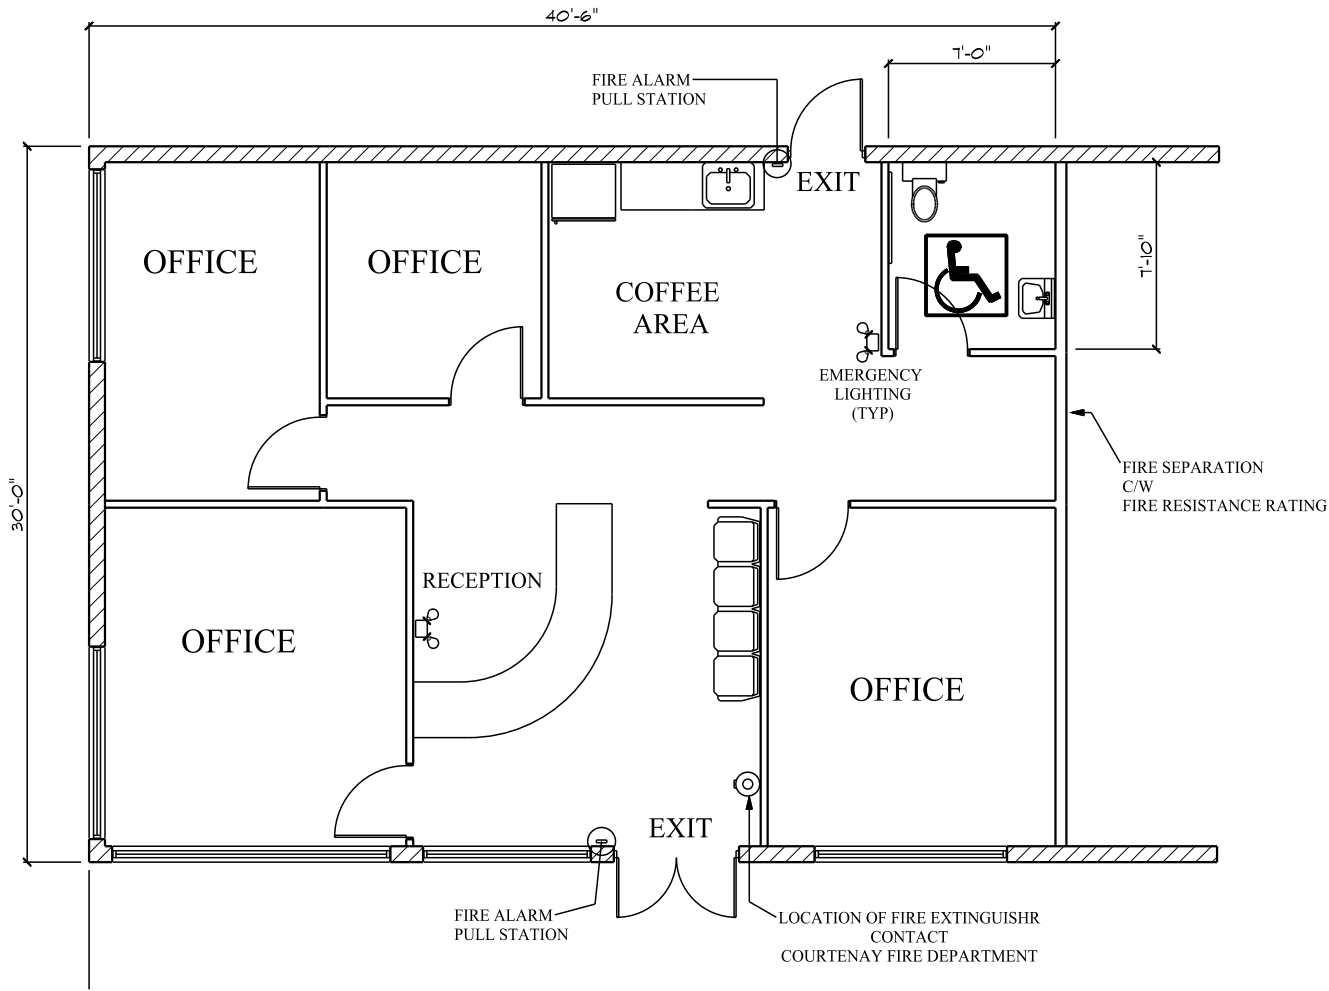 40'-6"
7'-0"
FIRE ALARM
PULL STATION
EXIT
OFFICE
OFFICE
COFFEE
AREA
7'-10"
EMERGENCY
LIGHTING
(TYP)
FIRE SEPARATION
C/W
FIRE RESISTANCE RATING
30'-0"
RECEPTION
OFFICE
OFFICE
EXIT
FIRE ALARM
PULL STATION
LOCATION OF FIRE EXTINGUISHR
CONTACT
COURTENAY FIRE DEPARTMENT